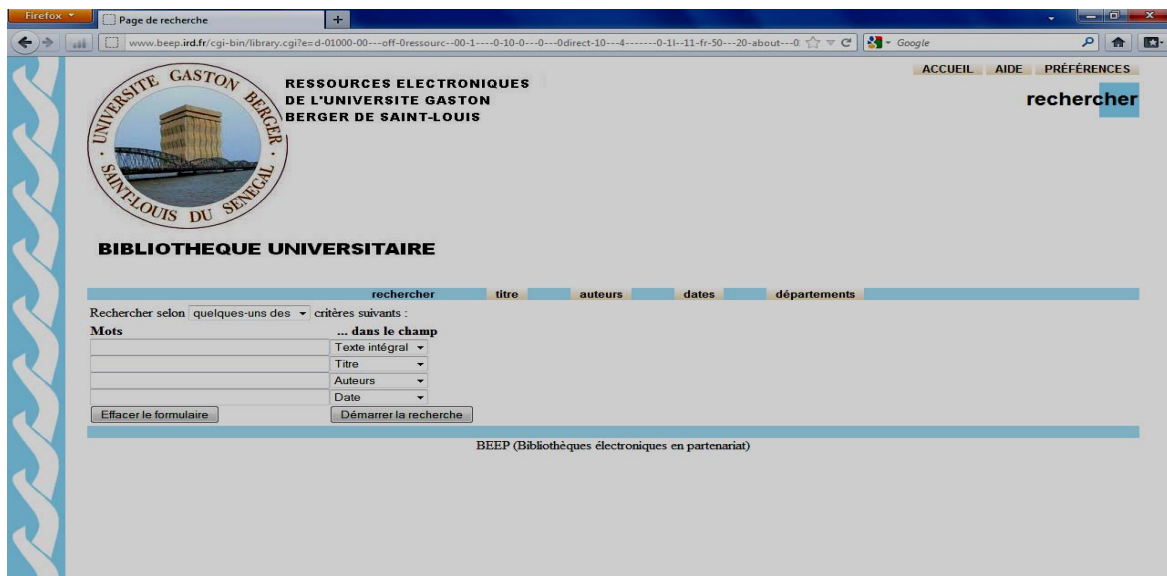 Firefox
Page de recherche
www.beep.ird.fr/cgi-bin/library.cgi?e=d-01000-00---off-0ressourc--00-1----0-10-0---0---0direct-10---4-------0-1l--11-fr-50---20-about---0
Google
ACCUEIL AIDE PRÉFÉRENCES
rechercher
UNIVERSITE GASTON BERGER
SAINT-LOUIS DU SENEGAL
RESSOURCES ELECTRONIQUES
DE L'UNIVERSITE GASTON
BERGER DE SAINT-LOUIS
BIBLIOTHEQUE UNIVERSITAIRE
rechercher titre auteurs dates départements
Rechercher selon quelques-uns des critères suivants :
Mots ... dans le champ
Texte intégral
Titre
Auteurs
Date
Effacer le formulaire Démarrer la recherche
BEEP (Bibliothèques électroniques en partenariat)